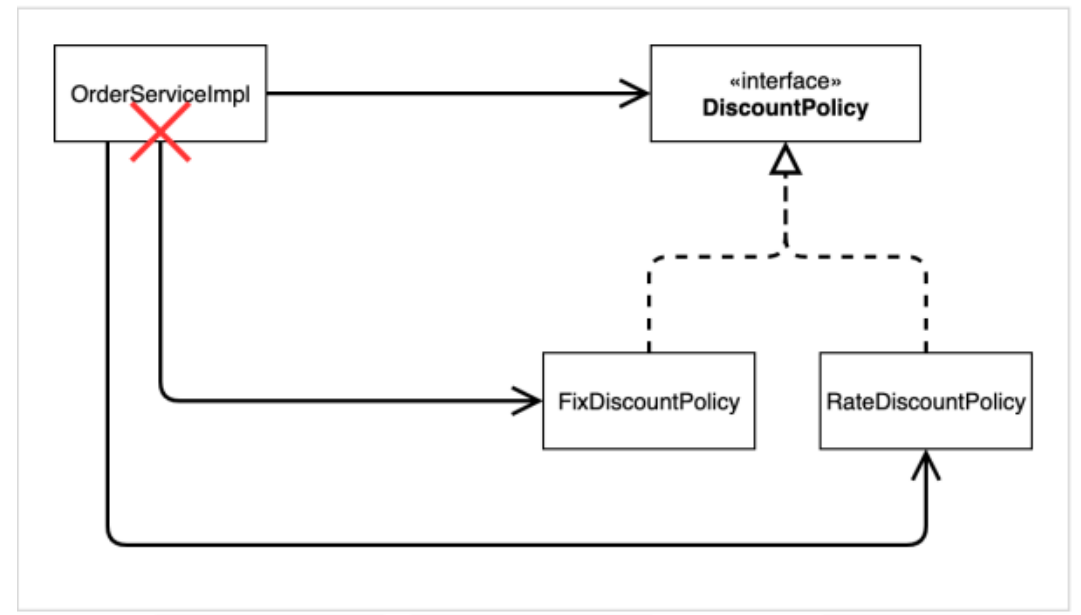 OrderServiceImpl
«interface»
DiscountPolicy
FixDiscountPolicy
RateDiscountPolicy